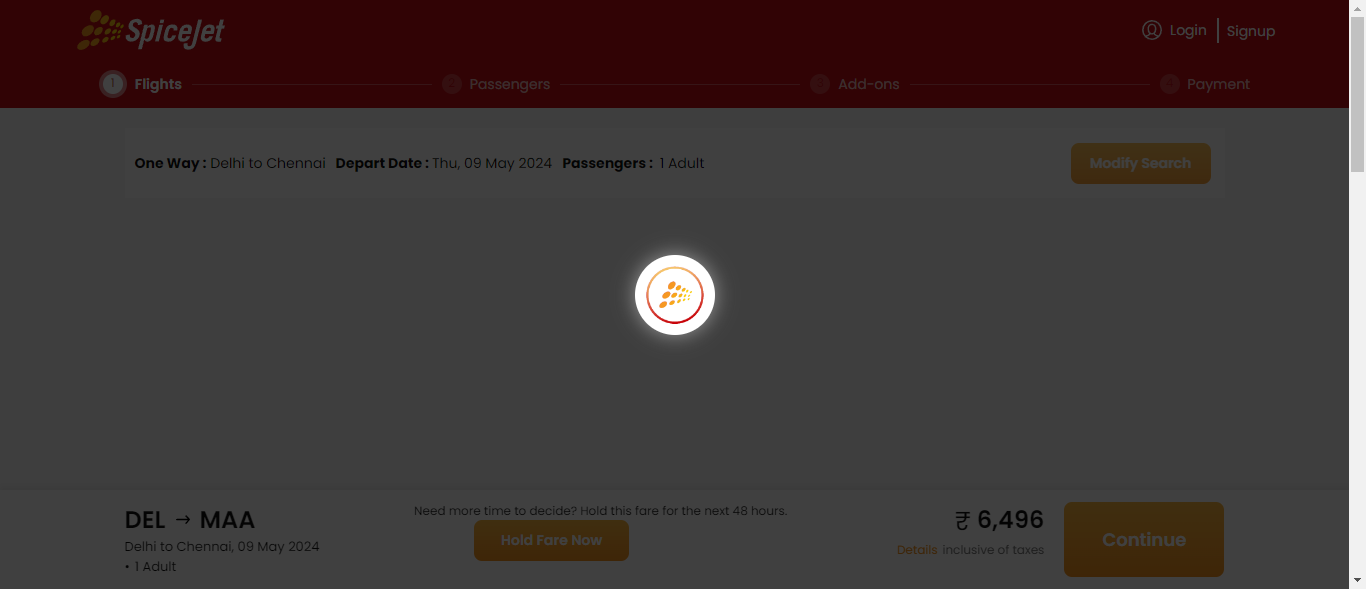 SpiceJet
Login Signup
1 Flights Passengers Add-ons Payment
One Way : Delhi to Chennai Depart Date : Thu, 09 May 2024 Passengers : 1 Adult
Modify Search
DEL → MAA
Delhi to Chennai, 09 May 2024
• 1 Adult
Need more time to decide? Hold this fare for the next 48 hours.
Hold Fare Now
₹ 6,496
Details inclusive of taxes
Continue